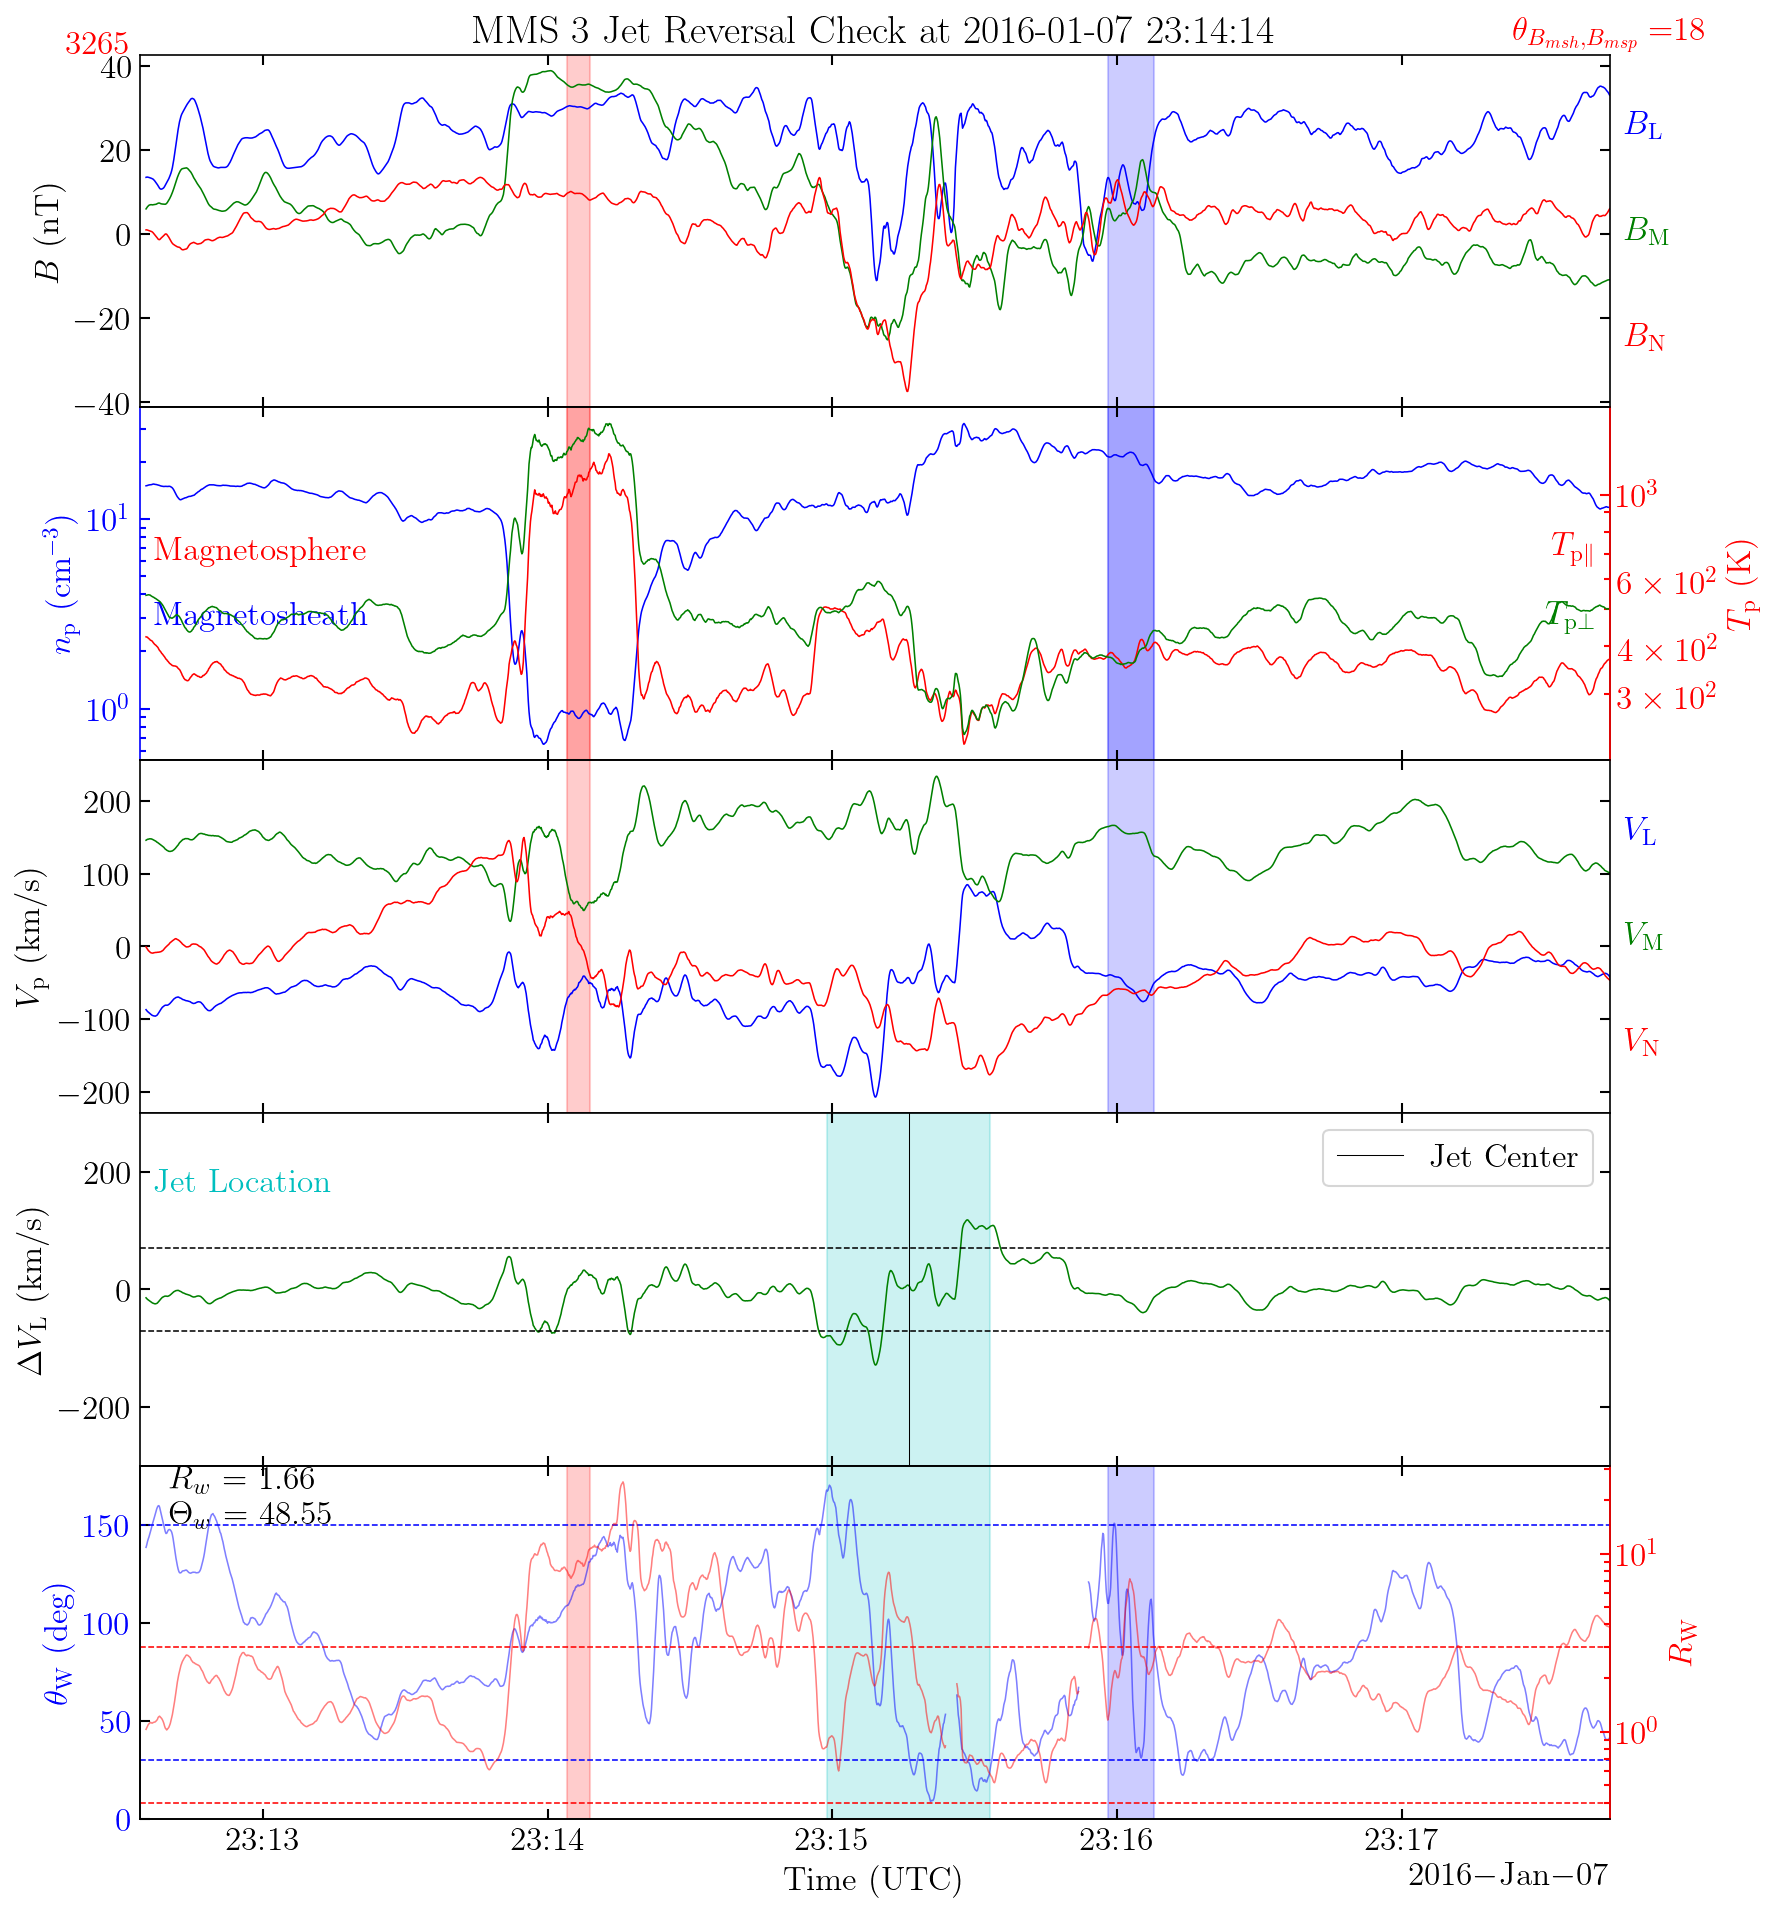 MMS 3 Jet Reversal Check at 2016-01-07 23:14:14
3265
θ_{B_{msh},B_{msp}} =18
40
20
0
−20
−40
B (nT)
B_L
B_M
B_N
10^1
10^0
n_p (cm^{−3})
Magnetosphere
Magnetosheath
T_{p∥}
T_{p⊥}
10^3
6 × 10^2
4 × 10^2
3 × 10^2
T_p (K)
200
100
0
−100
−200
V_p (km/s)
V_L
V_M
V_N
Jet Location
Jet Center
200
0
−200
ΔV_L (km/s)
R_w = 1.66
Θ_w = 48.55
150
100
50
0
θ_W (deg)
10^1
10^0
R_W
23:13 23:14 23:15 23:16 23:17
Time (UTC)
2016−Jan−07